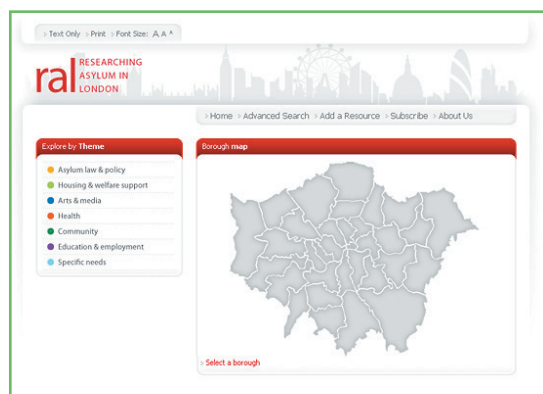 Text Only Print Font Size: A A A
ral RESEARCHING
ASYLUM IN
LONDON
Home Advanced Search Add a Resource Subscribe About Us
Explore by Theme
Asylum law & policy
Housing & welfare support
Arts & media
Health
Community
Education & employment
Specific needs
Borough map
Select a borough